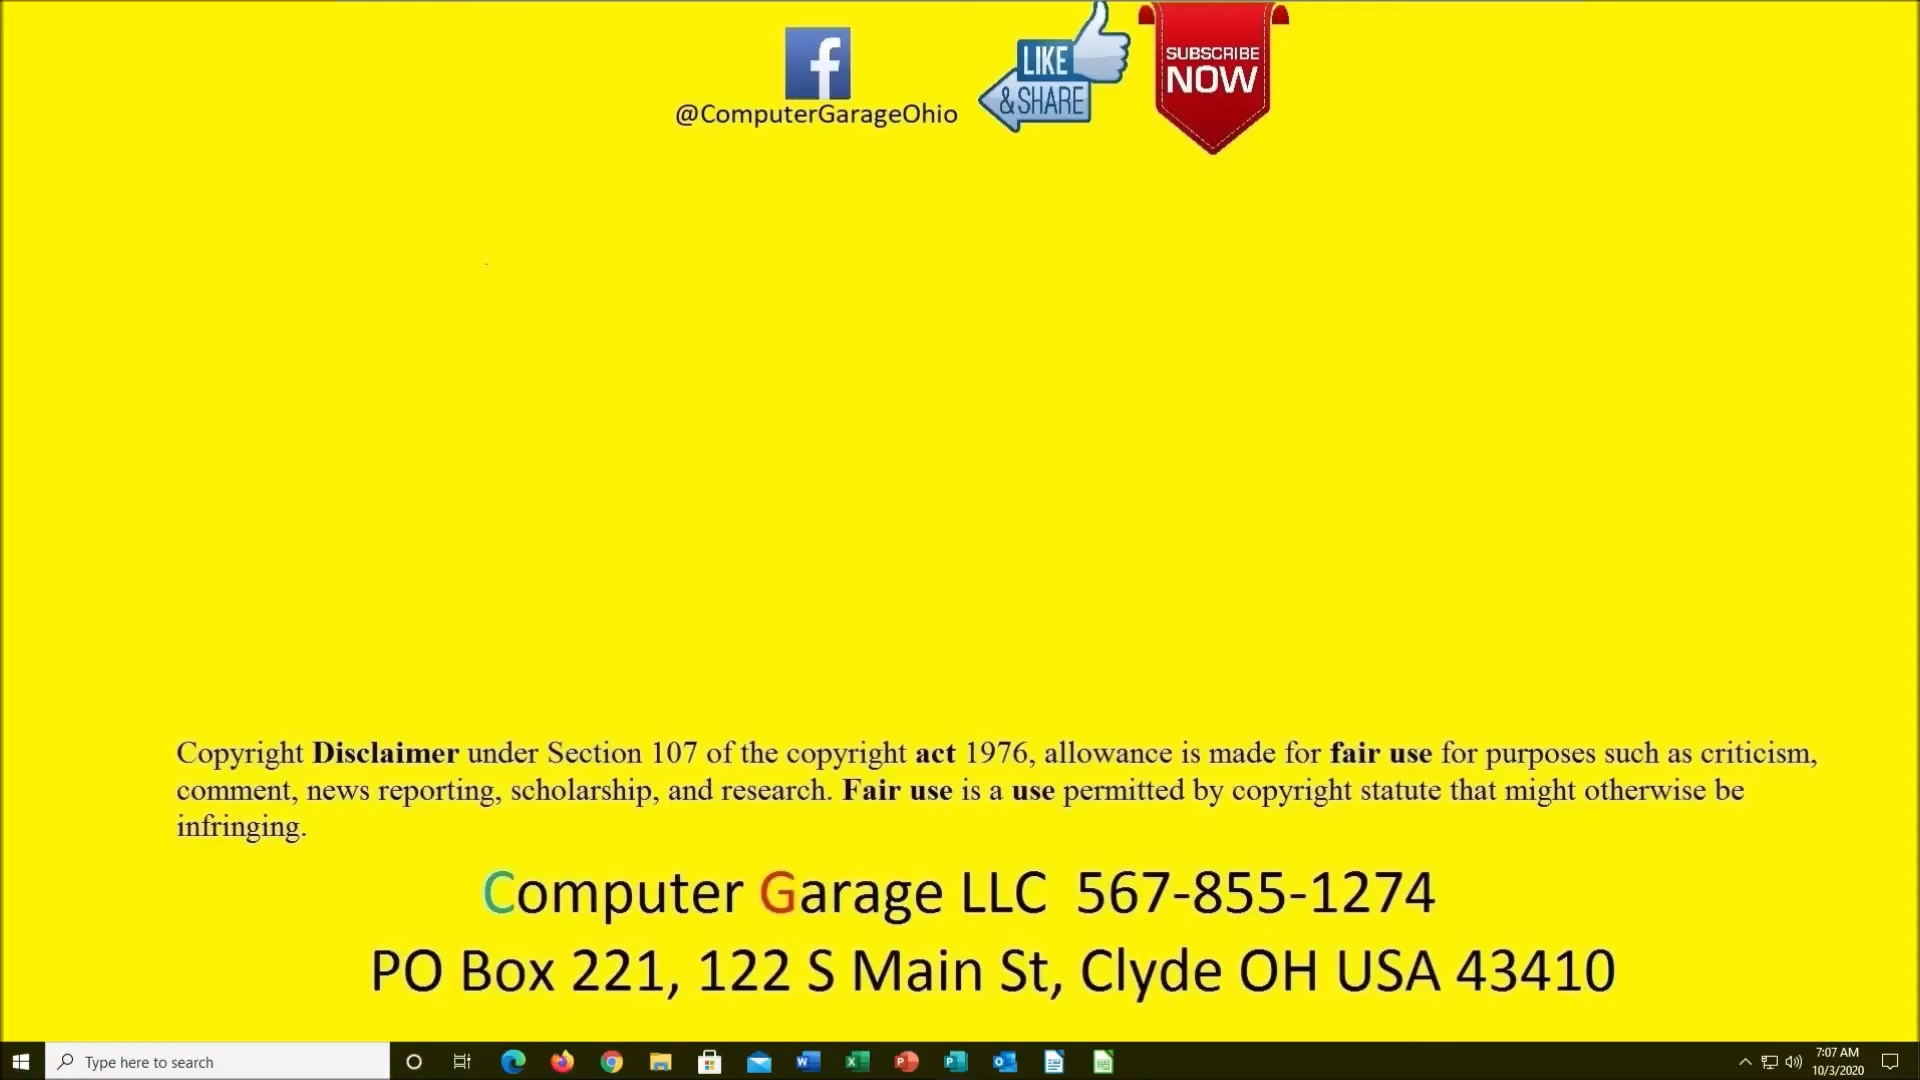 LIKE
& SHARE
SUBSCRIBE
NOW
@ComputerGarageOhio
Copyright Disclaimer under Section 107 of the copyright act 1976, allowance is made for fair use for purposes such as criticism,
comment, news reporting, scholarship, and research. Fair use is a use permitted by copyright statute that might otherwise be
infringing.
Computer Garage LLC 567-855-1274
PO Box 221, 122 S Main St, Clyde OH USA 43410
Type here to search
7:07 AM
10/3/2020